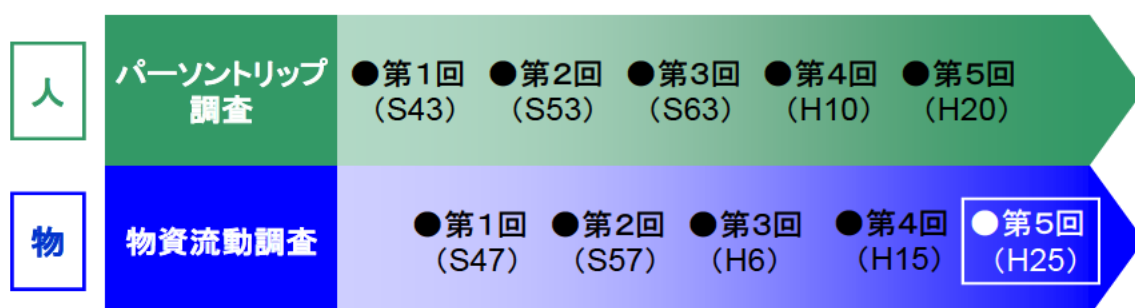 人
パーソントリップ
調査
●第1回 ●第2回 ●第3回 ●第4回 ●第5回
(S43) (S53) (S63) (H10) (H20)
物
物資流動調査
●第1回 ●第2回 ●第3回 ●第4回 ●第5回
(S47) (S57) (H6) (H15) (H25)